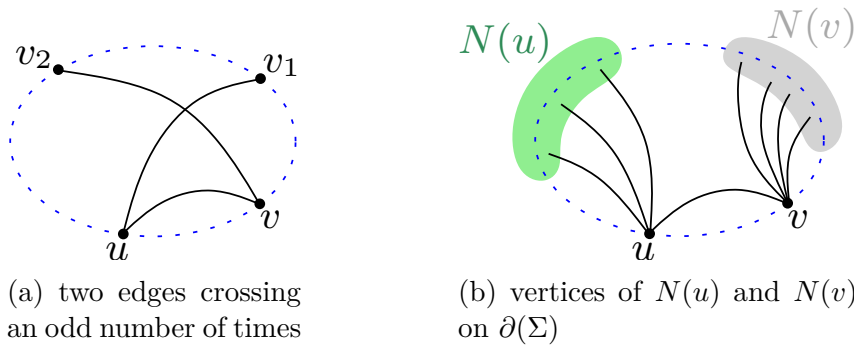 v₂
v₁
u
v
N(u)
N(v)
u
v
(a) two edges crossing
an odd number of times
(b) vertices of N(u) and N(v)
on ∂(Σ)